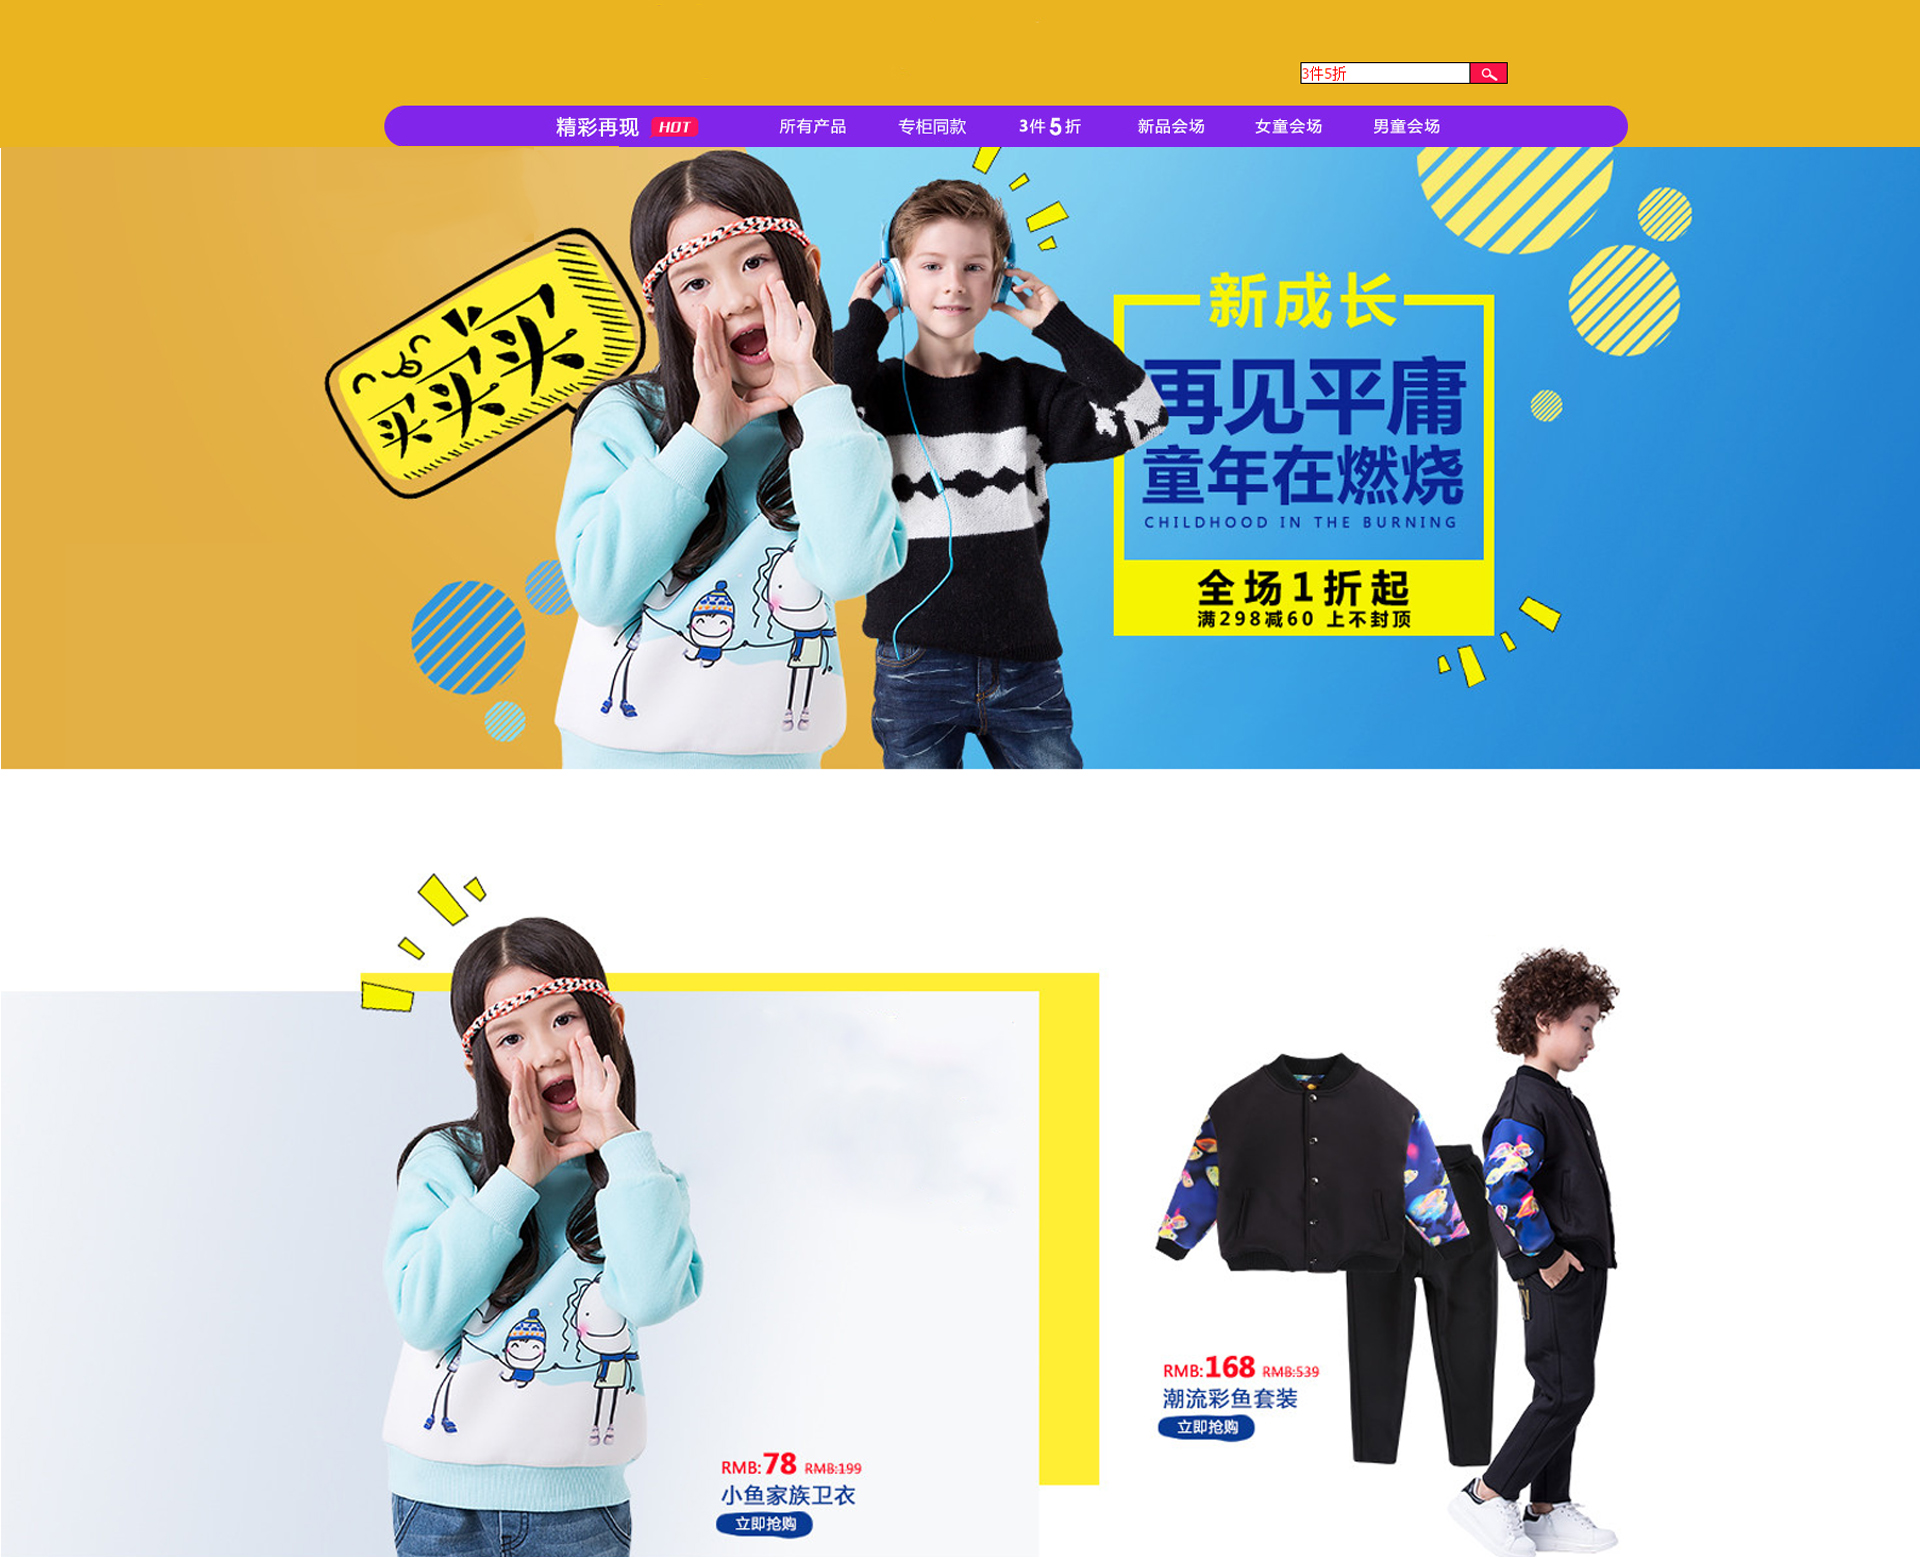 3件5折
精彩再现 HOT 所有产品 专柜同款 3件5折 新品会场 女童会场 男童会场
买买买
新成长
再见平庸
童年在燃烧
CHILDHOOD IN THE BURNING
全场1折起
满298减60 上不封顶
RMB:168 RMB:539
潮流彩鱼套装
立即抢购
RMB:78 RMB:199
小鱼家族卫衣
立即抢购